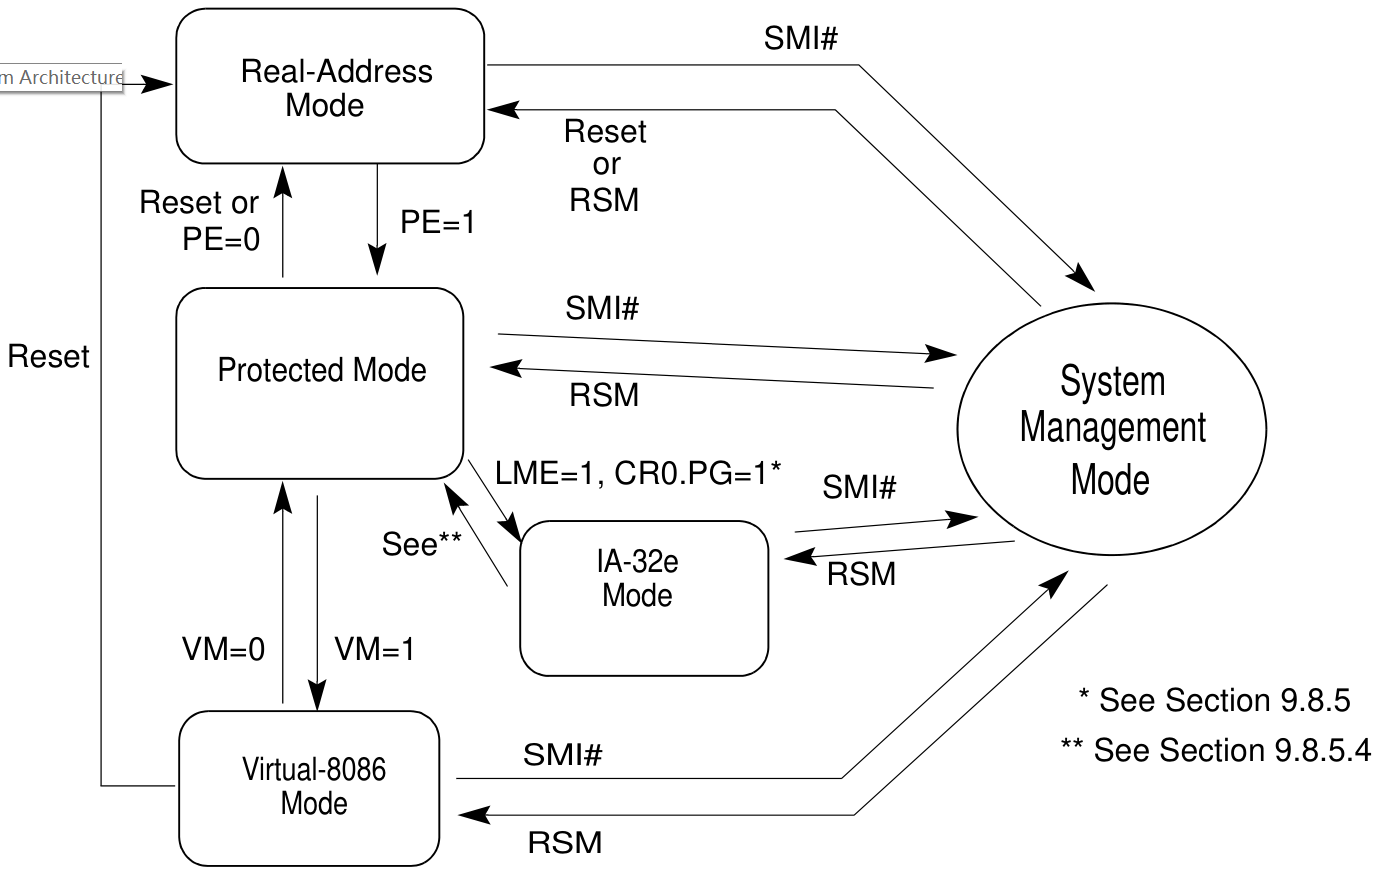 SMI#
Real-Address
Mode
m Architecture
Reset
or
RSM
Reset or
PE=0
PE=1
SMI#
Reset
Protected Mode
RSM
System
Management
Mode
LME=1, CR0.PG=1*
SMI#
See**
IA-32e
Mode
RSM
VM=0
VM=1
* See Section 9.8.5
** See Section 9.8.5.4
SMI#
Virtual-8086
Mode
RSM